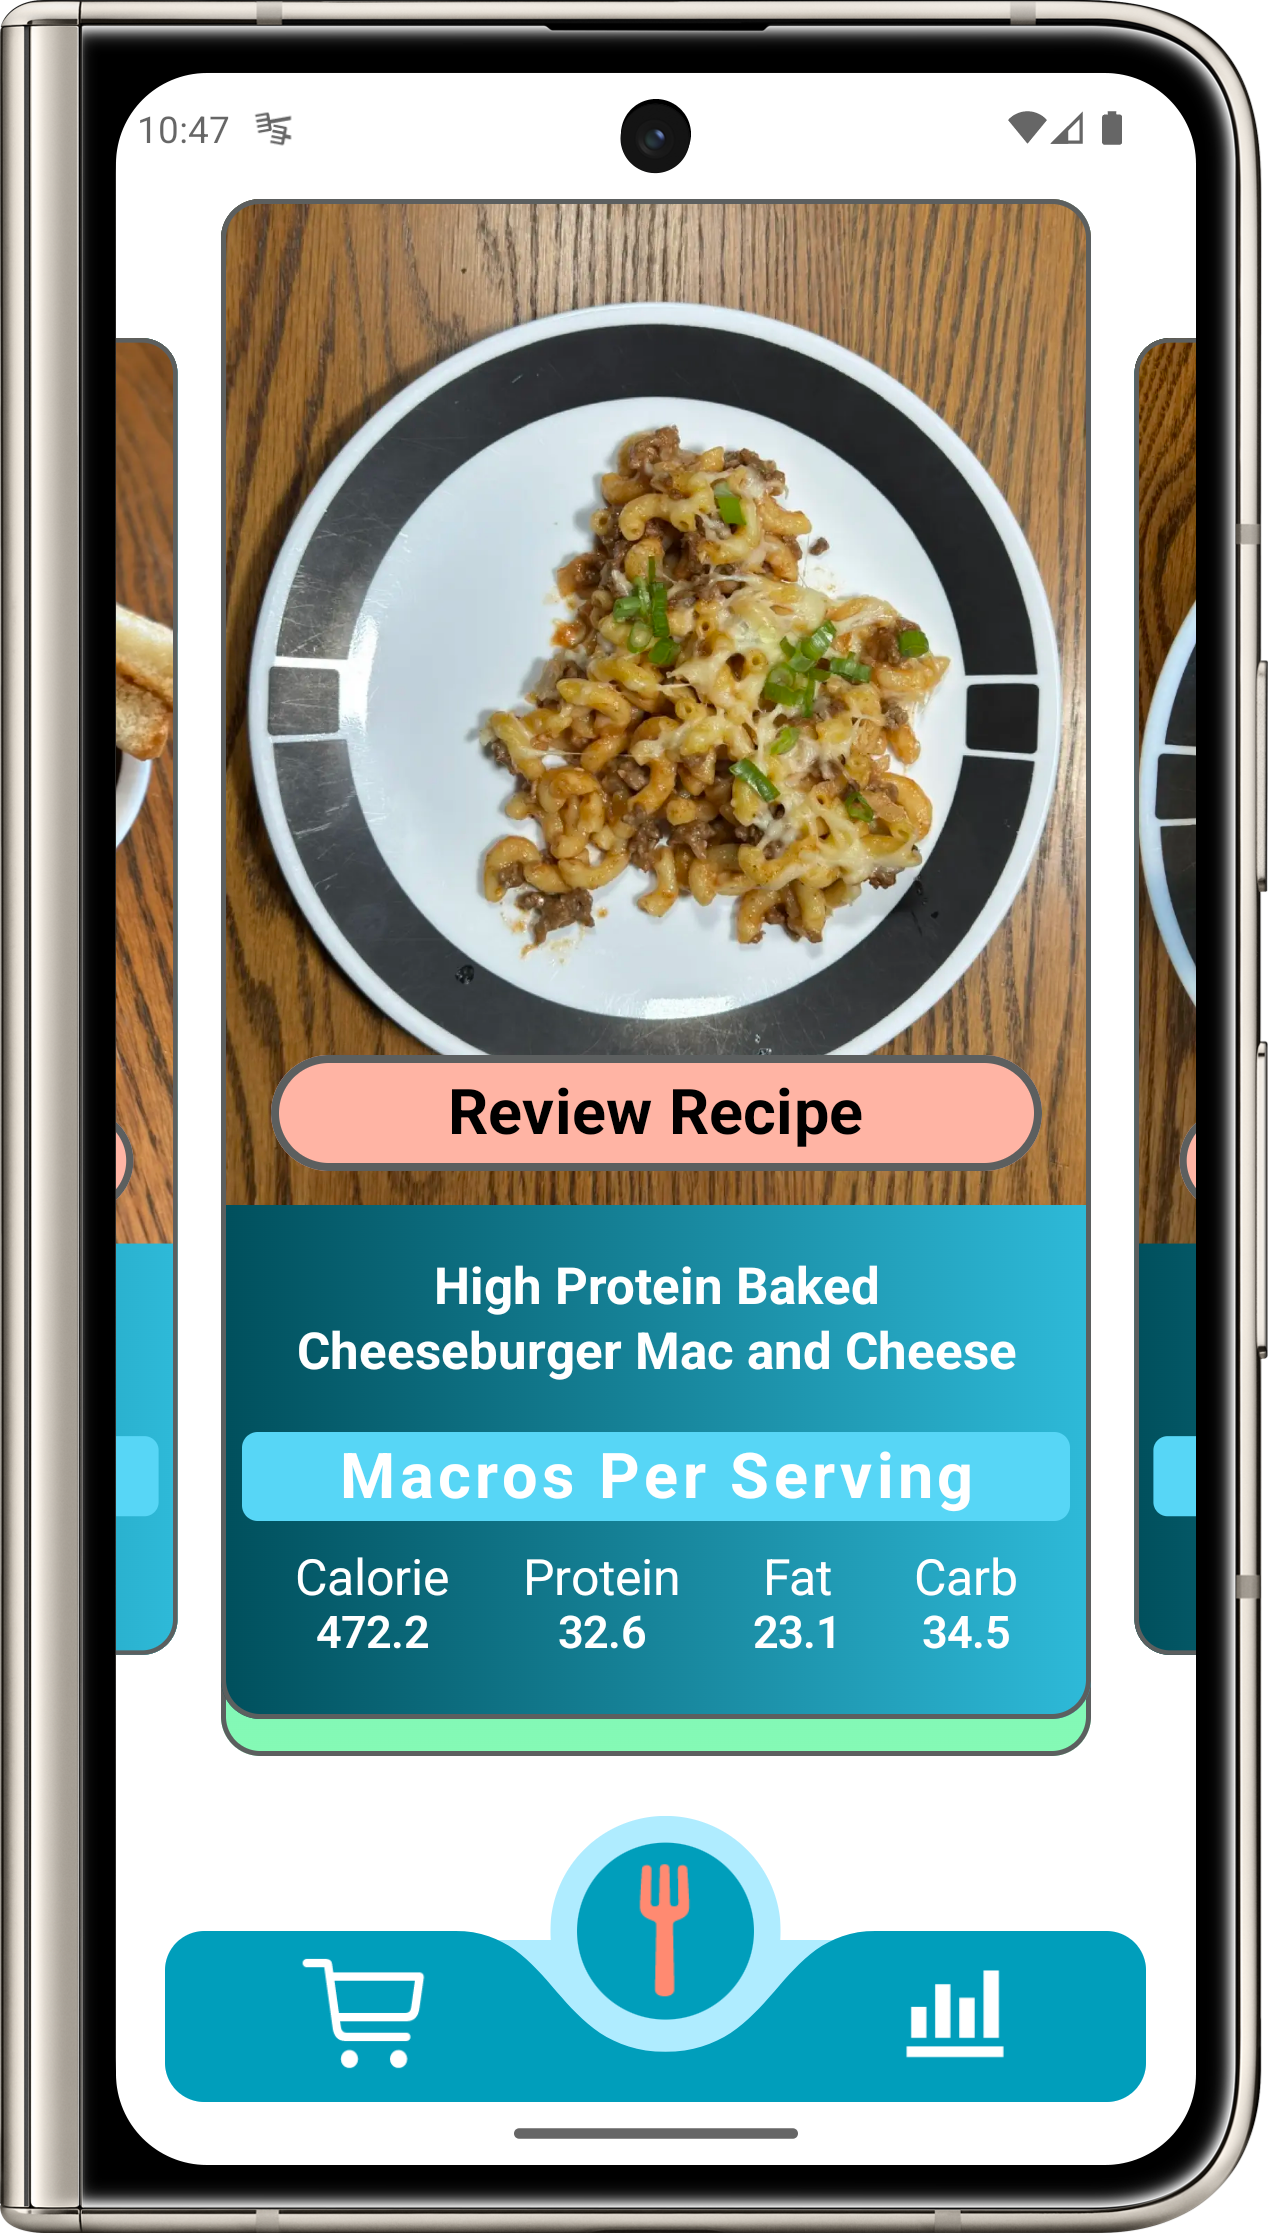 10:47
Review Recipe
High Protein Baked
Cheeseburger Mac and Cheese
Macros Per Serving
Calorie Protein Fat Carb
472.2 32.6 23.1 34.5